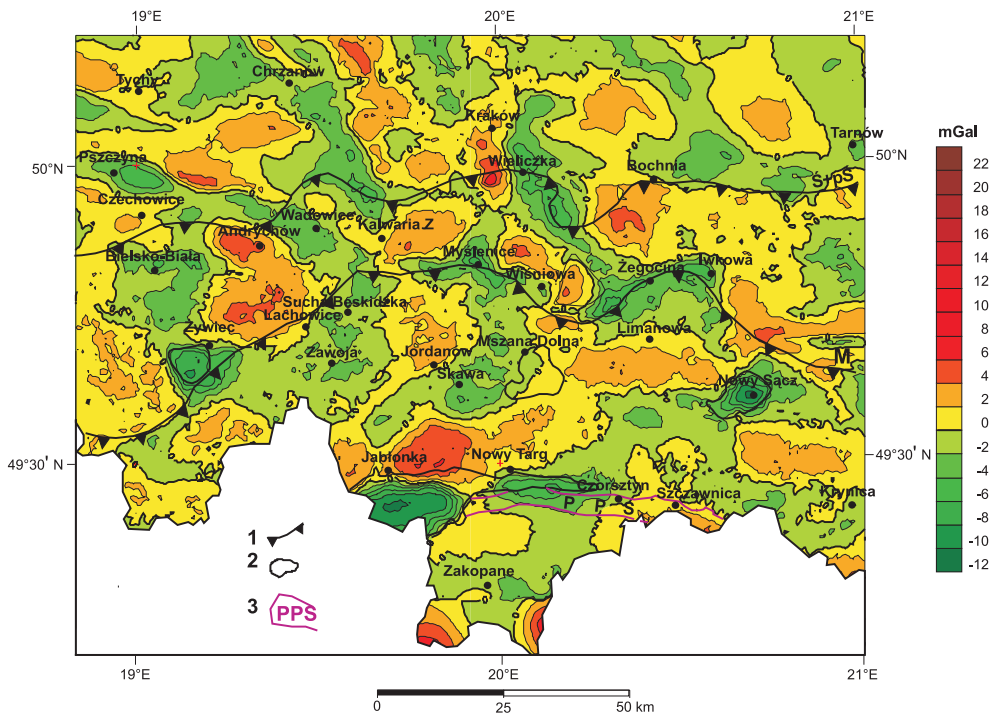 19°E 20°E 21°E
Chrzanów
Tychy
Kraków
Tarnów
mGal
50°N
Pszczyna
Wieliczka
Bochnia
50°N
22
20
18
16
14
12
10
8
6
4
2
0
-2
-4
-6
-8
-10
-12
Czechowice
Wadowice
Kalwaria Z
Andrychów
Bielsko-Biała
Myślenice
Wiśniowa
Żegocina
Iwkowa
Sucha Beskidzka
Lachowice
Żywiec
Limanowa
Zawoja
Jordanów
Mszana Dolna
M
Skawa
Nowy Sącz
49°30' N
Jabłonka
Nowy Targ
49°30' N
Czorsztyn
Szczawnica
Krynica
P P S
1
2
3
PPS
Zakopane
19°E 20°E 21°E
0 25 50 km